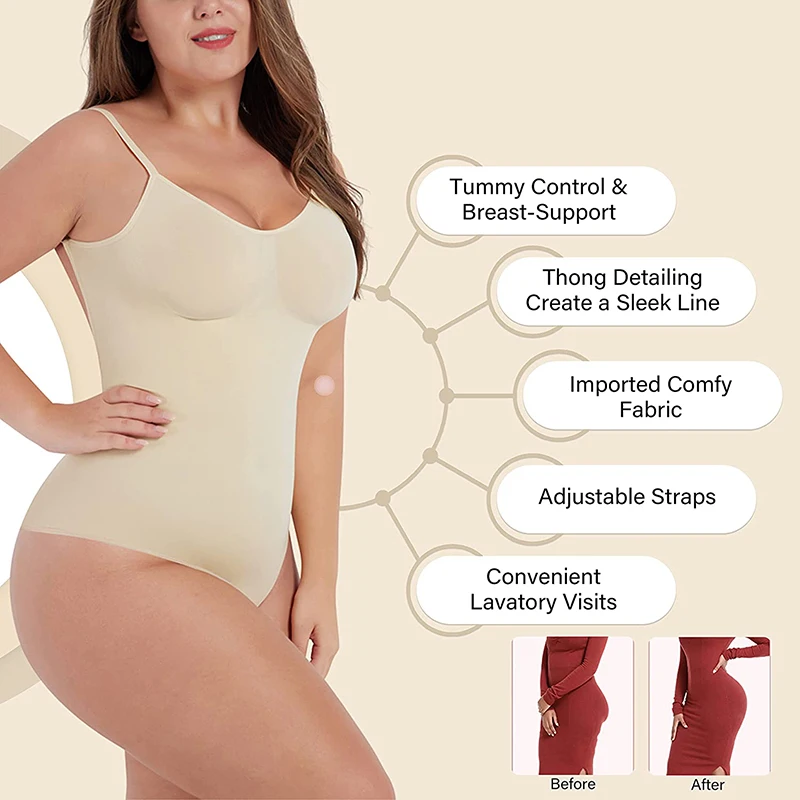 Tummy Control &
Breast-Support
Thong Detailing
Create a Sleek Line
Imported Comfy
Fabric
Adjustable Straps
Convenient
Lavatory Visits
Before
After